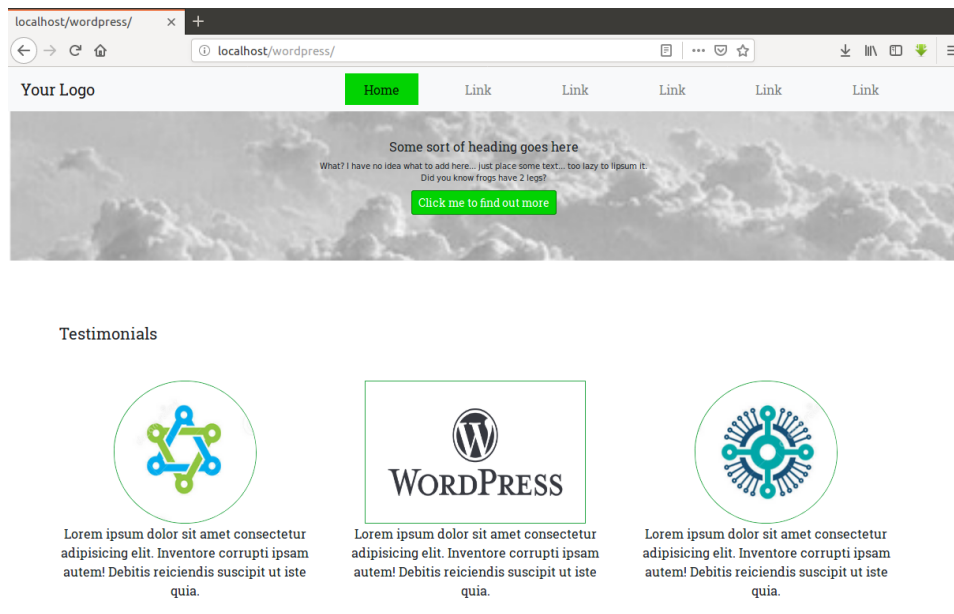 localhost/wordpress/
localhost/wordpress/
Your Logo Home Link Link Link Link Link
Some sort of heading goes here
What? I have no idea what to add here... just place some text... too lazy to lipsum it.
Did you know frogs have 2 legs?
Click me to find out more
Testimonials
WORDPRESS
Lorem ipsum dolor sit amet consectetur
adipisicing elit. Inventore corrupti ipsam
autem! Debitis reiciendis suscipit ut iste
quia.
Lorem ipsum dolor sit amet consectetur
adipisicing elit. Inventore corrupti ipsam
autem! Debitis reiciendis suscipit ut iste
quia.
Lorem ipsum dolor sit amet consectetur
adipisicing elit. Inventore corrupti ipsam
autem! Debitis reiciendis suscipit ut iste
quia.